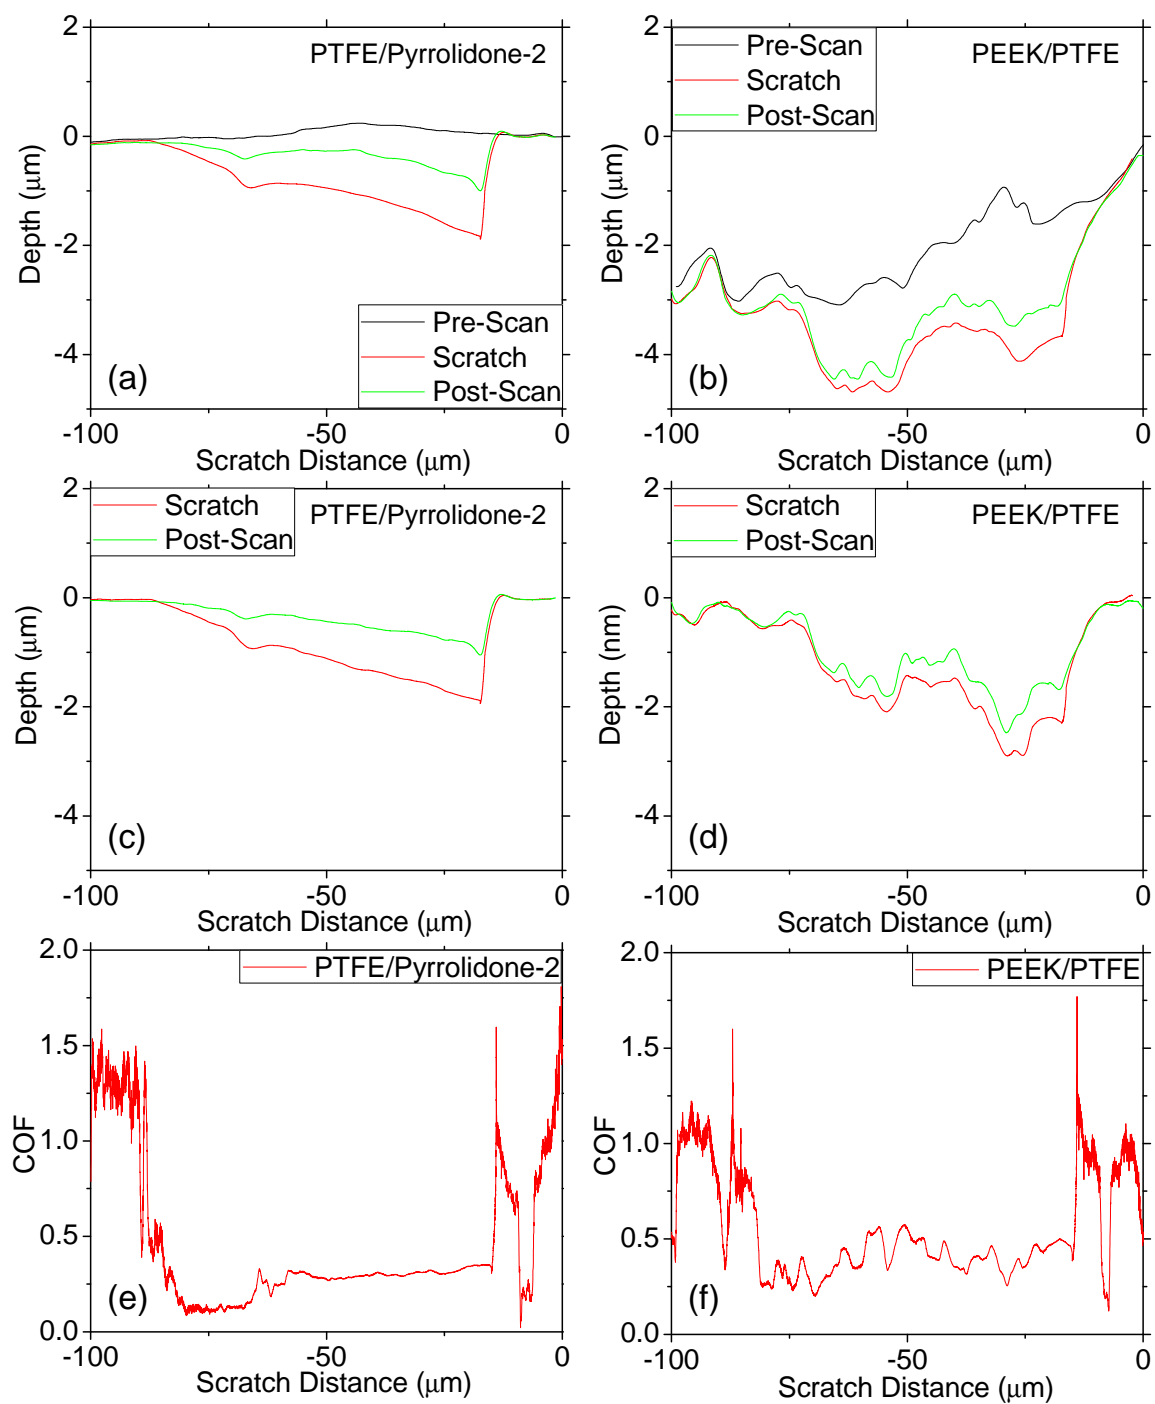 2
PTFE/Pyrrolidone-2
0
-2
-4
Depth (μm)
Pre-Scan
Scratch
Post-Scan
(a)
-100
-50
0
Scratch Distance (μm)
2
Pre-Scan
Scratch
Post-Scan
PEEK/PTFE
0
-2
-4
Depth (μm)
(b)
-100
-50
0
Scratch Distance (μm)
2
Scratch
Post-Scan
PTFE/Pyrrolidone-2
0
-2
-4
Depth (μm)
(c)
-100
-50
0
Scratch Distance (μm)
2
Scratch
Post-Scan
PEEK/PTFE
0
-2
-4
Depth (nm)
(d)
-100
-50
0
Scratch Distance (μm)
2.0
PTFE/Pyrrolidone-2
1.5
1.0
0.5
0.0
COF
(e)
-100
-50
0
Scratch Distance (μm)
2.0
PEEK/PTFE
1.5
1.0
0.5
0.0
COF
(f)
-100
-50
0
Scratch Distance (μm)